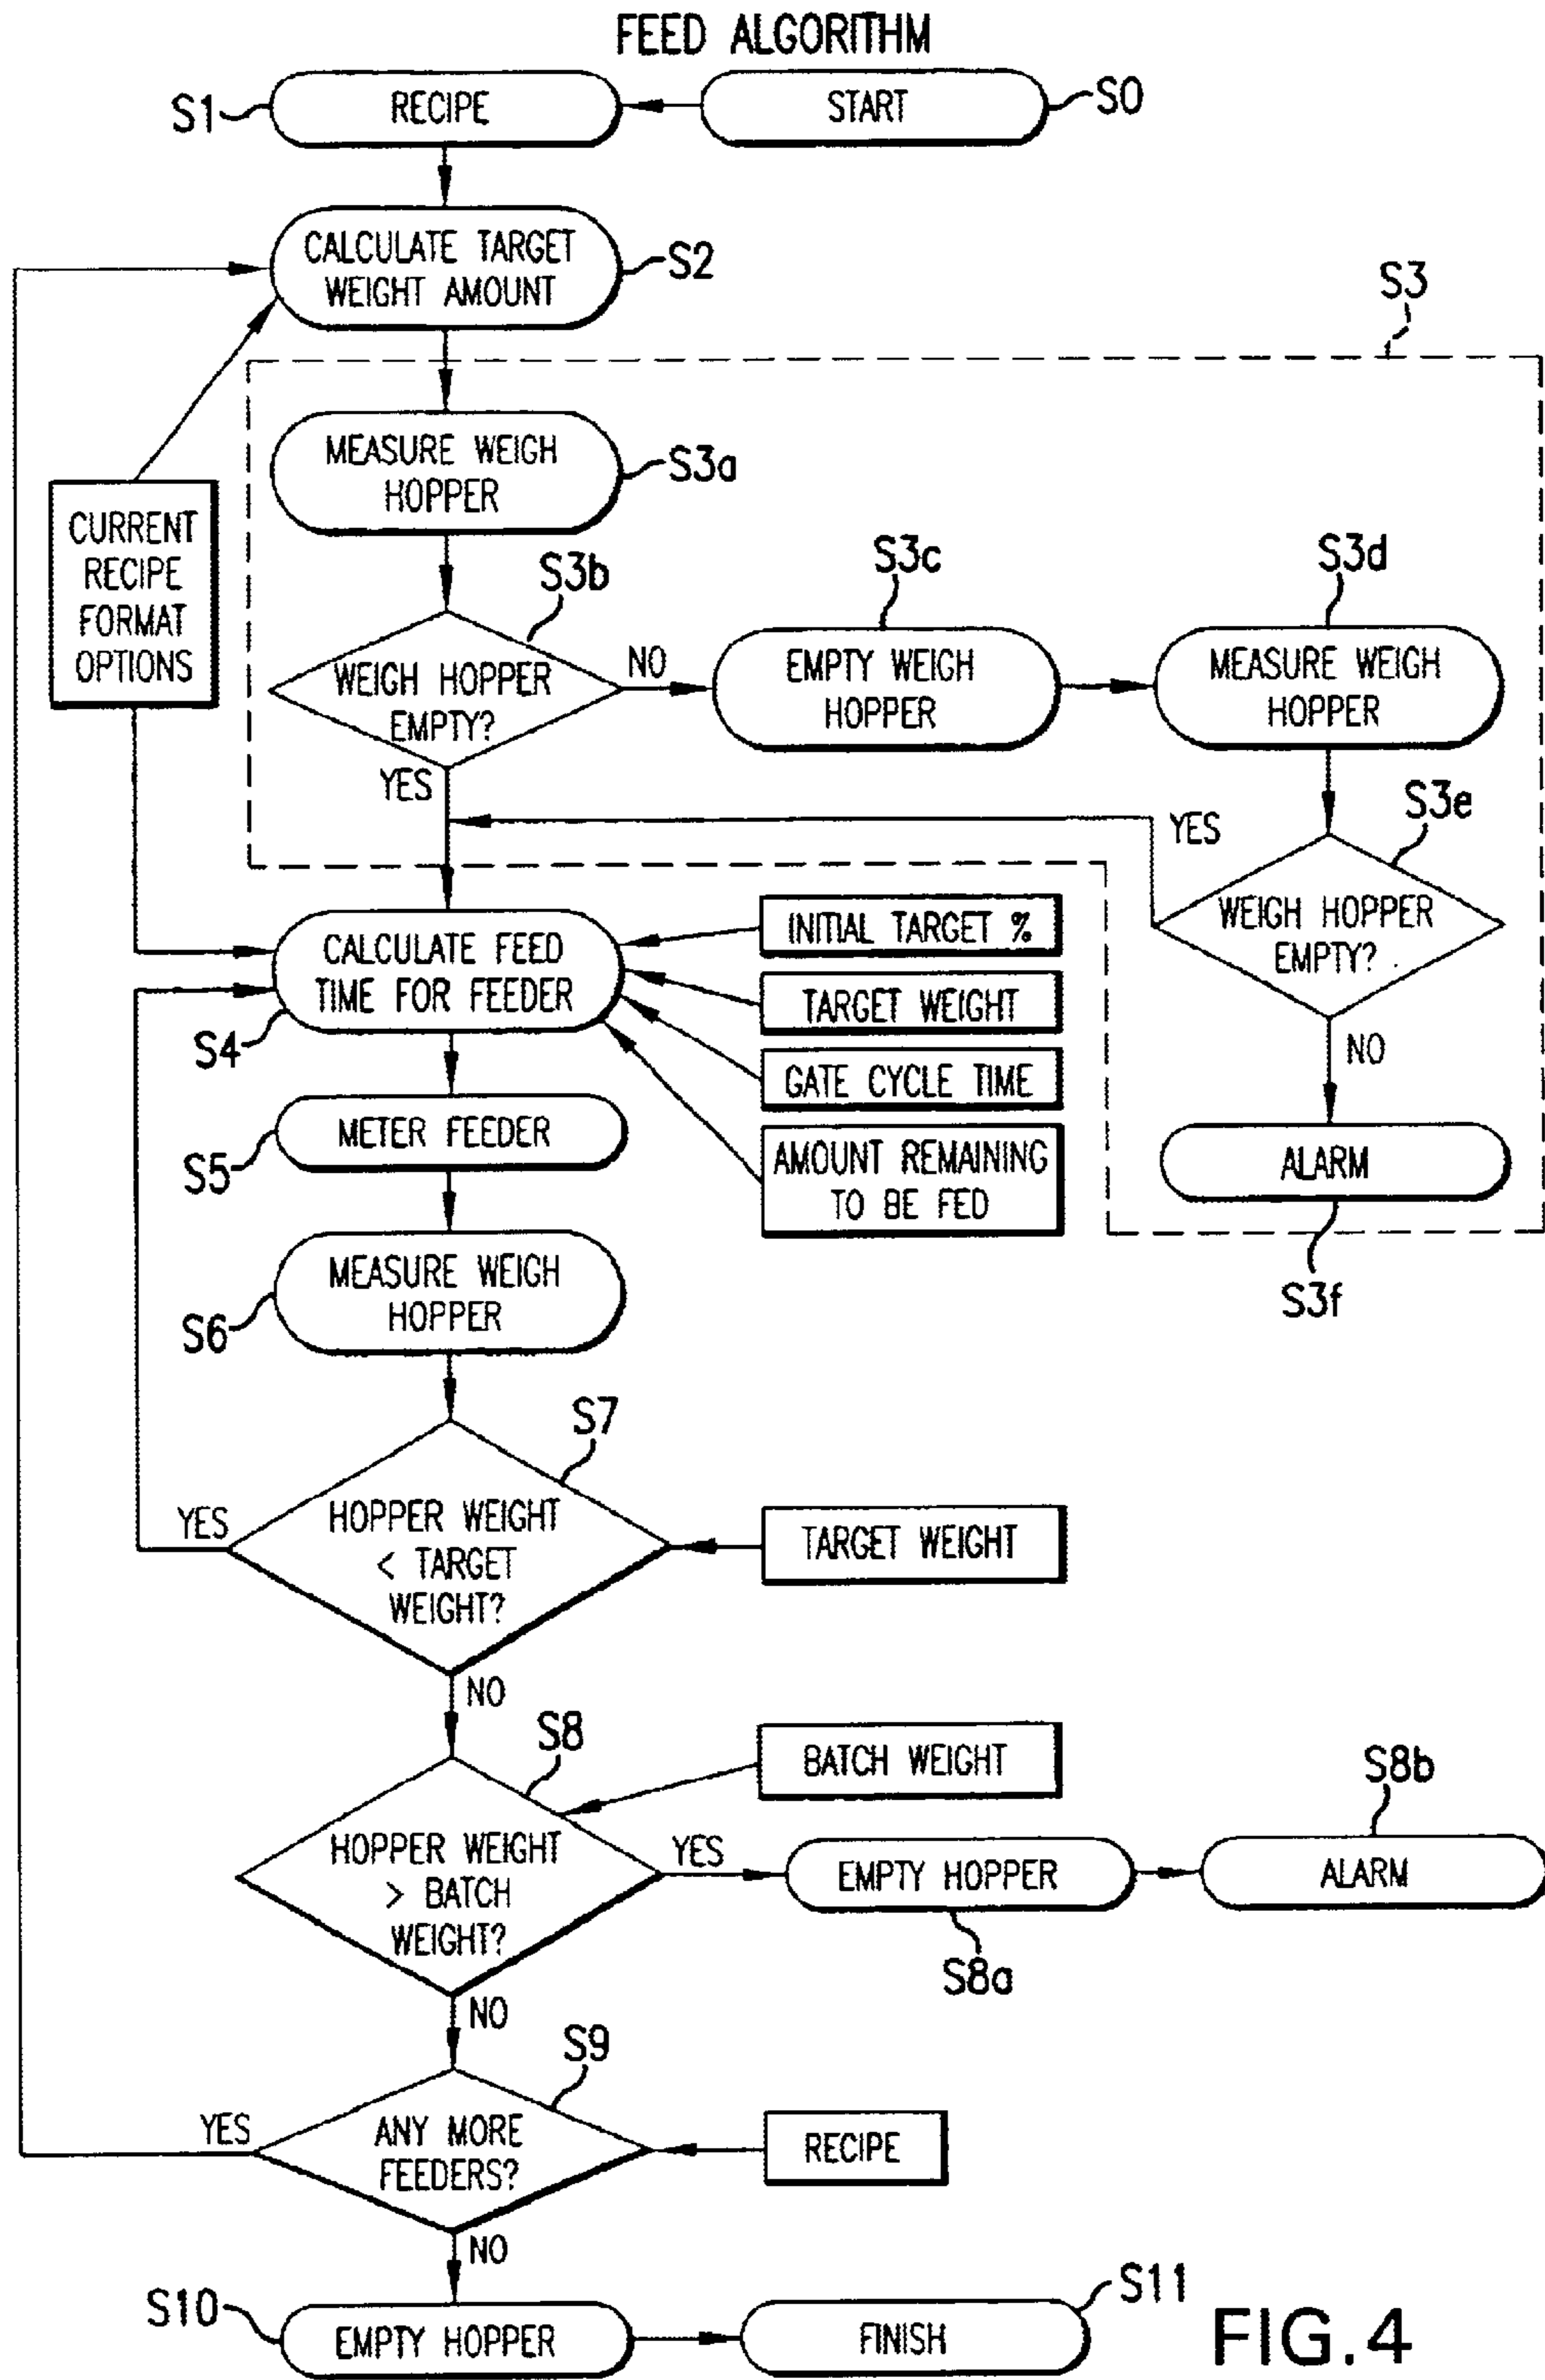 FEED ALGORITHM
S1
RECIPE
START
S0
CALCULATE TARGET
WEIGHT AMOUNT
S2
S3
MEASURE WEIGH
HOPPER
S3a
CURRENT
RECIPE
FORMAT
OPTIONS
S3b
WEIGH HOPPER
EMPTY?
NO
YES
S3c
EMPTY WEIGH
HOPPER
S3d
MEASURE WEIGH
HOPPER
S3e
YES
WEIGH HOPPER
EMPTY?
NO
ALARM
S3f
CALCULATE FEED
TIME FOR FEEDER
S4
INITIAL TARGET %
TARGET WEIGHT
GATE CYCLE TIME
AMOUNT REMAINING
TO BE FED
METER FEEDER
S5
MEASURE WEIGH
HOPPER
S6
S7
YES
HOPPER WEIGHT
< TARGET
WEIGHT?
TARGET WEIGHT
NO
S8
BATCH WEIGHT
HOPPER WEIGHT
> BATCH
WEIGHT?
YES
EMPTY HOPPER
S8a
S8b
ALARM
NO
S9
YES
ANY MORE
FEEDERS?
RECIPE
NO
S10
EMPTY HOPPER
FINISH
S11
FIG. 4